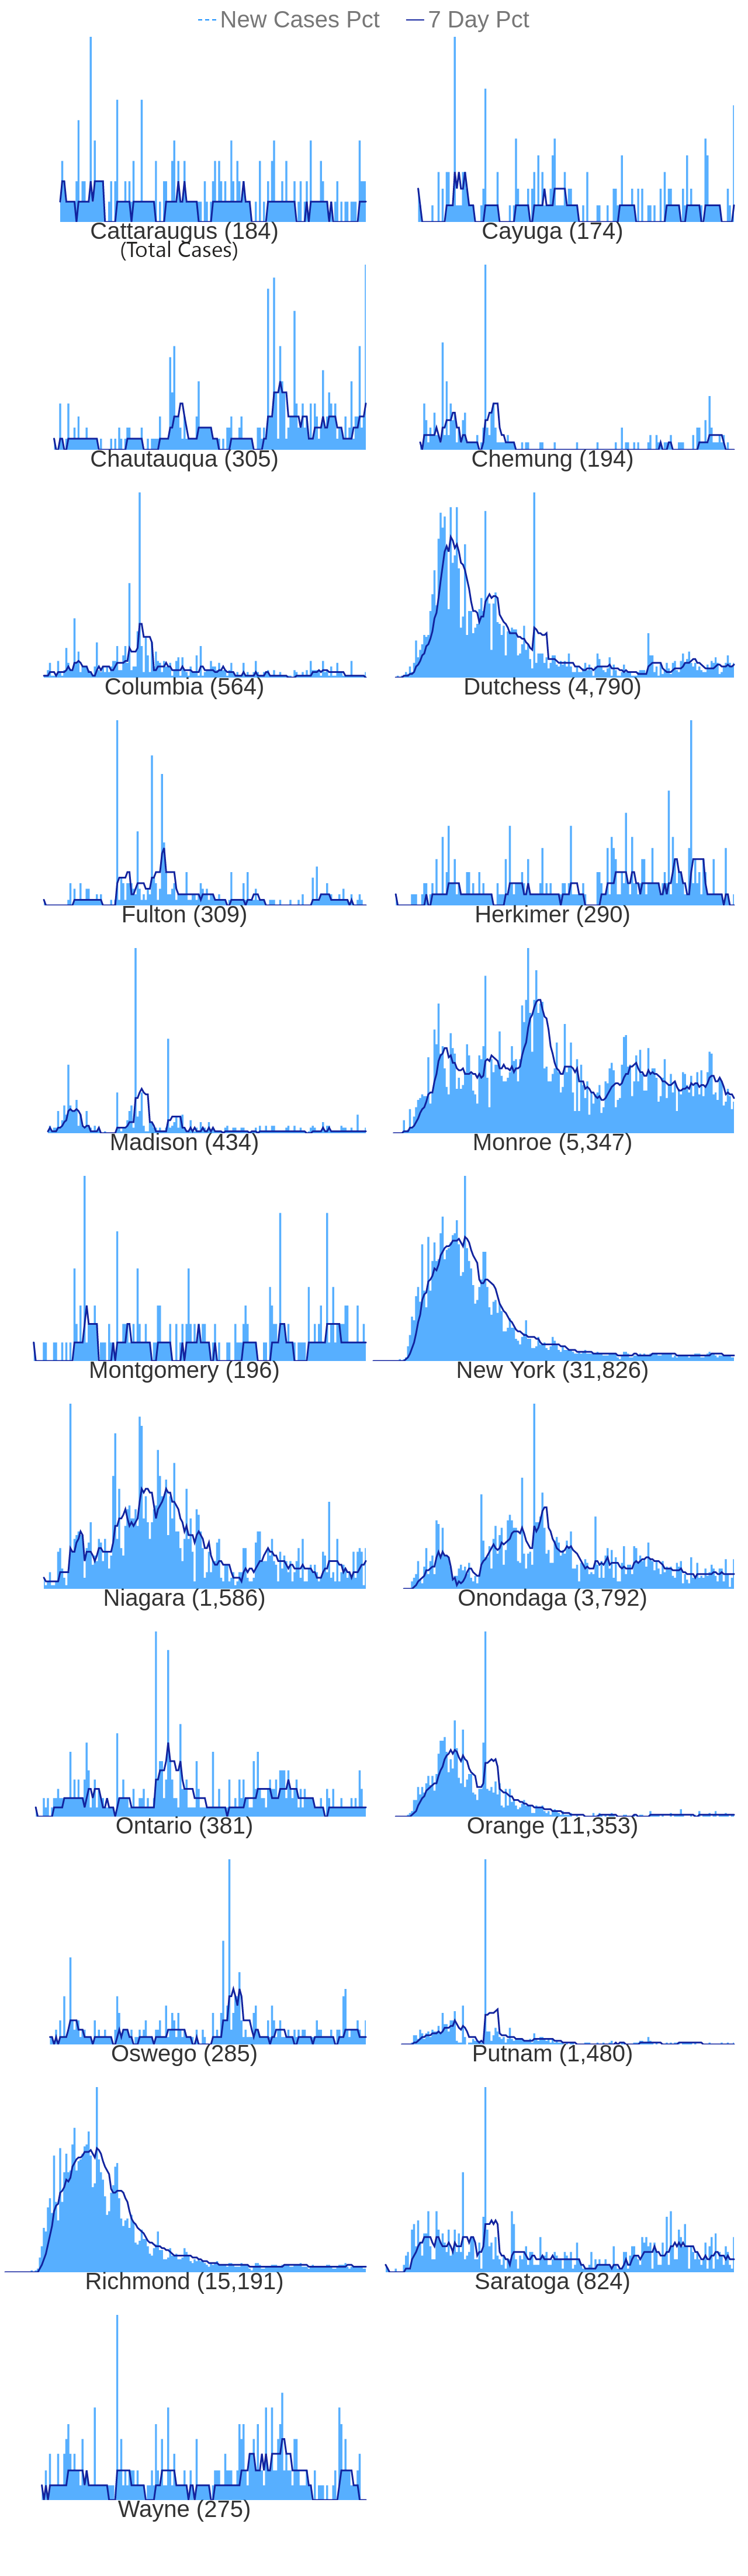 New Cases Pct 7 Day Pct
Cattaraugus (184) Cayuga (174)
(Total Cases)
Chautauqua (305) Chemung (194)
Columbia (564) Dutchess (4,790)
Fulton (309) Herkimer (290)
Madison (434) Monroe (5,347)
Montgomery (196) New York (31,826)
Niagara (1,586) Onondaga (3,792)
Ontario (381) Orange (11,353)
Oswego (285) Putnam (1,480)
Richmond (15,191) Saratoga (824)
Wayne (275)